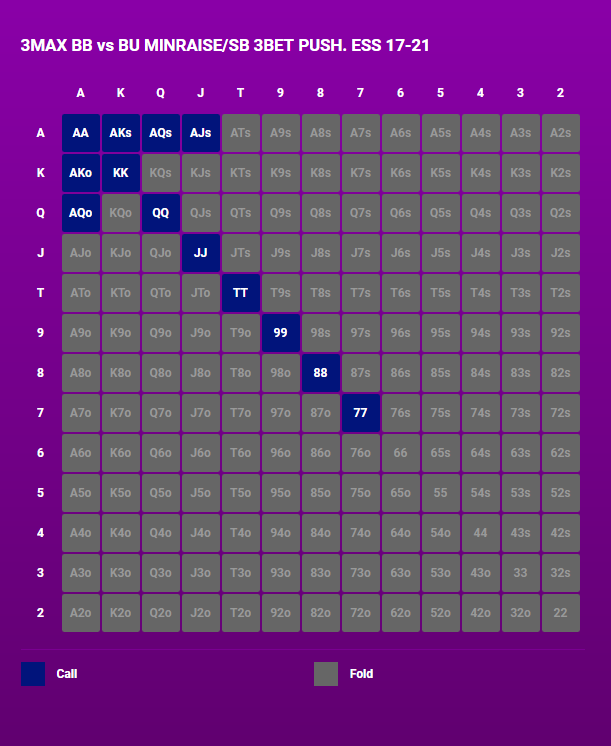 3MAX BB vs BU MINRAISE/SB 3BET PUSH. ESS 17-21
A K Q J T 9 8 7 6 5 4 3 2
A AA AKs AQs AJs ATs A9s A8s A7s A6s A5s A4s A3s A2s
K AKo KK KQs KJs KTs K9s K8s K7s K6s K5s K4s K3s K2s
Q AQo KQo QQ QJs QTs Q9s Q8s Q7s Q6s Q5s Q4s Q3s Q2s
J AJo KJo QJo JJ JTs J9s J8s J7s J6s J5s J4s J3s J2s
T ATo KTo QTo JTo TT T9s T8s T7s T6s T5s T4s T3s T2s
9 A9o K9o Q9o J9o T9o 99 98s 97s 96s 95s 94s 93s 92s
8 A8o K8o Q8o J8o T8o 98o 88 87s 86s 85s 84s 83s 82s
7 A7o K7o Q7o J7o T7o 97o 87o 77 76s 75s 74s 73s 72s
6 A6o K6o Q6o J6o T6o 96o 86o 76o 66 65s 64s 63s 62s
5 A5o K5o Q5o J5o T5o 95o 85o 75o 65o 55 54s 53s 52s
4 A4o K4o Q4o J4o T4o 94o 84o 74o 64o 54o 44 43s 42s
3 A3o K3o Q3o J3o T3o 93o 83o 73o 63o 53o 43o 33 32s
2 A2o K2o Q2o J2o T2o 92o 82o 72o 62o 52o 42o 32o 22
Call Fold